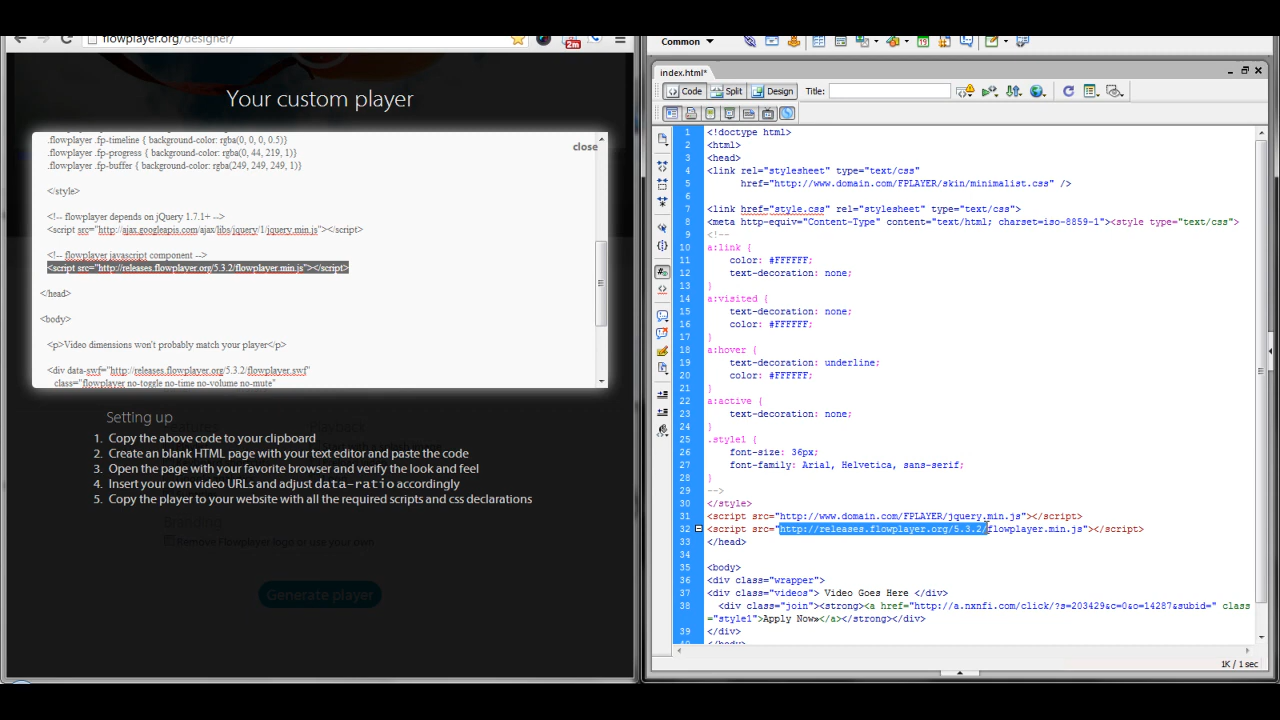 flowplayer.org/designer/
2m
Your custom player
close
.flowplayer .fp-timeline { background-color: rgba(0, 0, 0, 0.5)}
.flowplayer .fp-progress { background-color: rgba(0, 44, 219, 1)}
.flowplayer .fp-buffer { background-color: rgba(249, 249, 249, 1)}
</style>
<!-- flowplayer depends on jQuery 1.7.1+ -->
<script src="http://ajax.googleapis.com/ajax/libs/jquery/1/jquery.min.js"></script>
<!-- flowplayer javascript component -->
<script src="http://releases.flowplayer.org/5.3.2/flowplayer.min.js"></script>
</head>
<body>
<p>Video dimensions won't probably match your player</p>
<div data-swf="http://releases.flowplayer.org/5.3.2/flowplayer.swf"
class="flowplayer no-toggle no-time no-volume no-mute"
Setting up
1. Copy the above code to your clipboard
2. Create an blank HTML page with your text editor and paste the code
3. Open the page with your favorite browser and verify the look and feel
4. Insert your own video URLs and adjust data-ratio accordingly
5. Copy the player to your website with all the required scripts and css declarations
Branding
Remove Flowplayer logo or use your own
Generate player
Common
index.html*
Code Split Design Title:
1 <!doctype html>
2 <html>
3 <head>
4 <link rel="stylesheet" type="text/css"
5 href="http://www.domain.com/FPLAYER/skin/minimalist.css" />
6
7 <link href="style.css" rel="stylesheet" type="text/css">
8 <meta http-equiv="Content-Type" content="text/html; charset=iso-8859-1"><style type="text/css">
9 <!--
10 a:link {
11 color: #FFFFFF;
12 text-decoration: none;
13 }
14 a:visited {
15 text-decoration: none;
16 color: #FFFFFF;
17 }
18 a:hover {
19 text-decoration: underline;
20 color: #FFFFFF;
21 }
22 a:active {
23 text-decoration: none;
24 }
25 .style1 {
26 font-size: 36px;
27 font-family: Arial, Helvetica, sans-serif;
28 }
29 -->
30 </style>
31 <script src="http://www.domain.com/FPLAYER/jquery.min.js"></script>
32 <script src="http://releases.flowplayer.org/5.3.2/flowplayer.min.js"></script>
33 </head>
34
35 <body>
36 <div class="wrapper">
37 <div class="videos"> Video Goes Here </div>
38 <div class="join"><strong><a href="http://a.nxnfi.com/click/?s=203429&c=0&o=14287&subid=" class
="style1">Apply Now»</a></strong></div>
39 </div>
40 </body>
1K / 1 sec